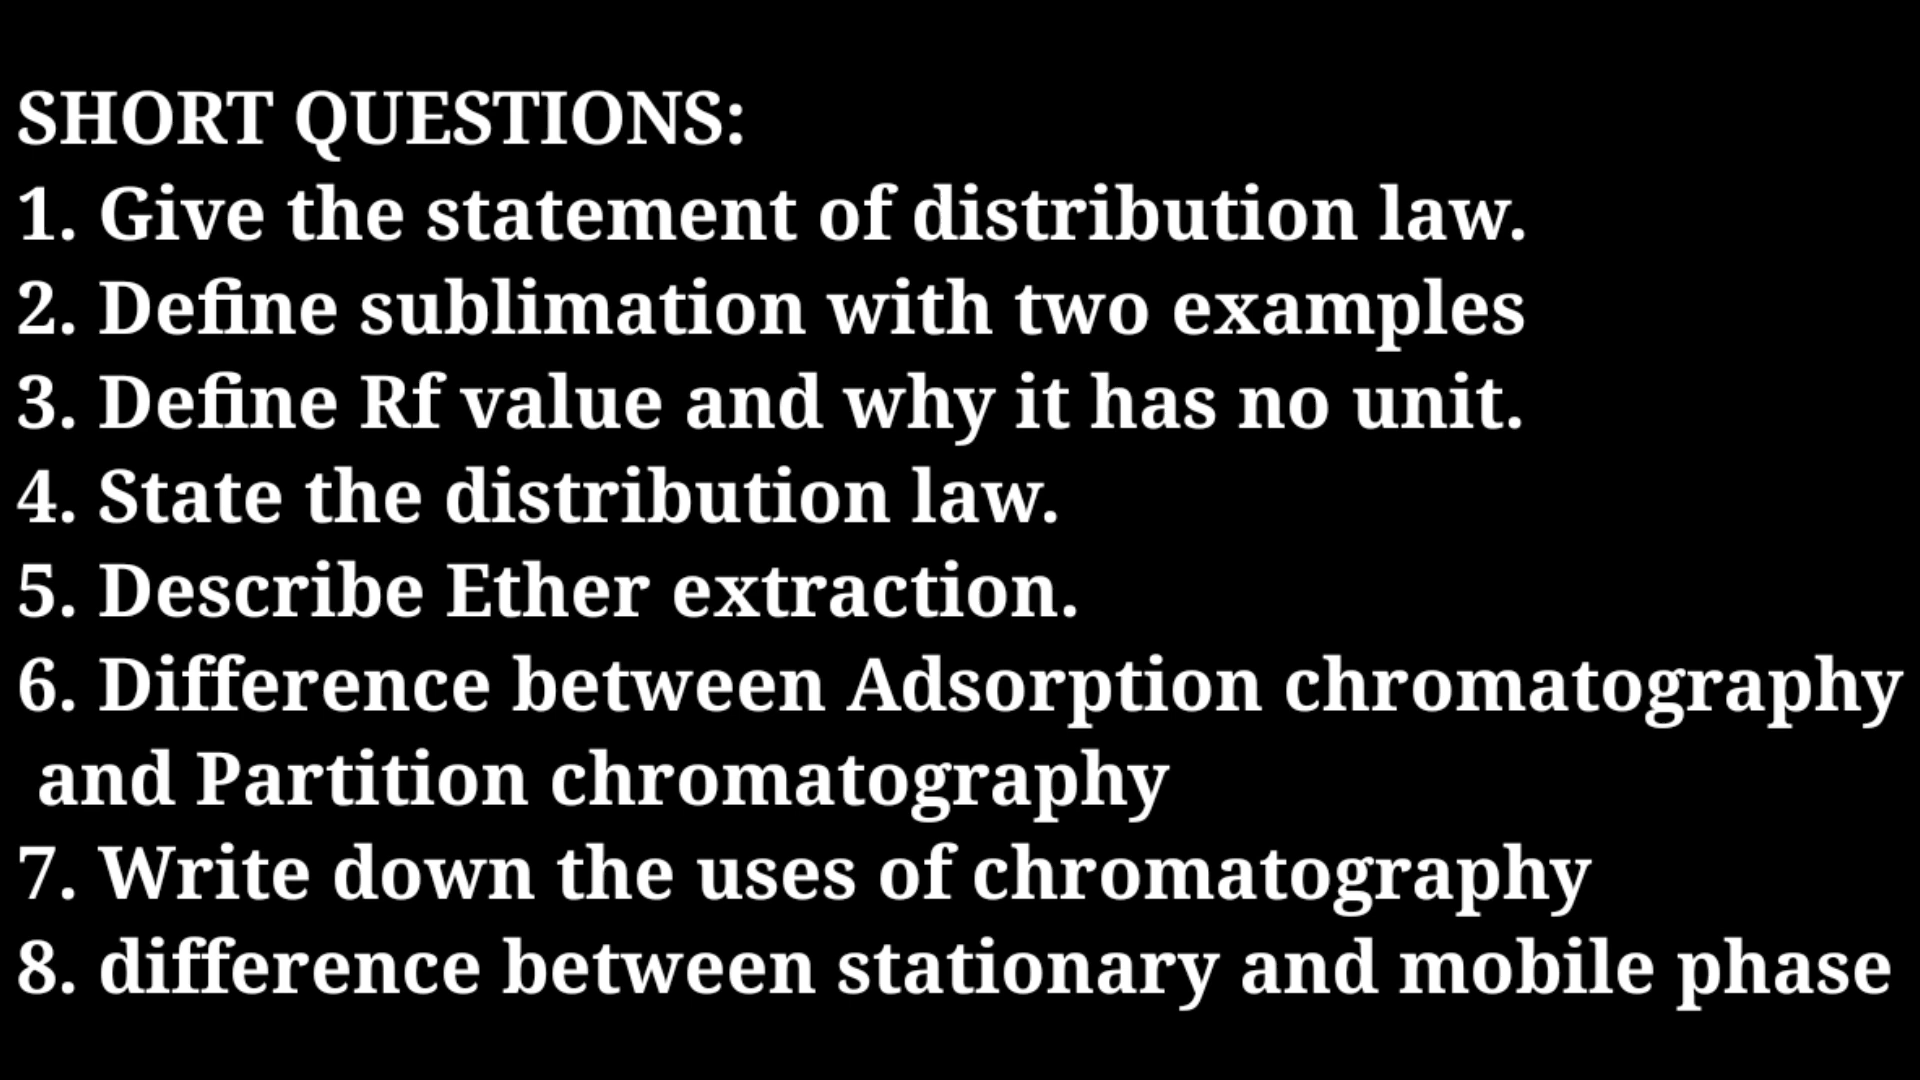 SHORT QUESTIONS:
1. Give the statement of distribution law.
2. Define sublimation with two examples
3. Define Rf value and why it has no unit.
4. State the distribution law.
5. Describe Ether extraction.
6. Difference between Adsorption chromatography
and Partition chromatography
7. Write down the uses of chromatography
8. difference between stationary and mobile phase